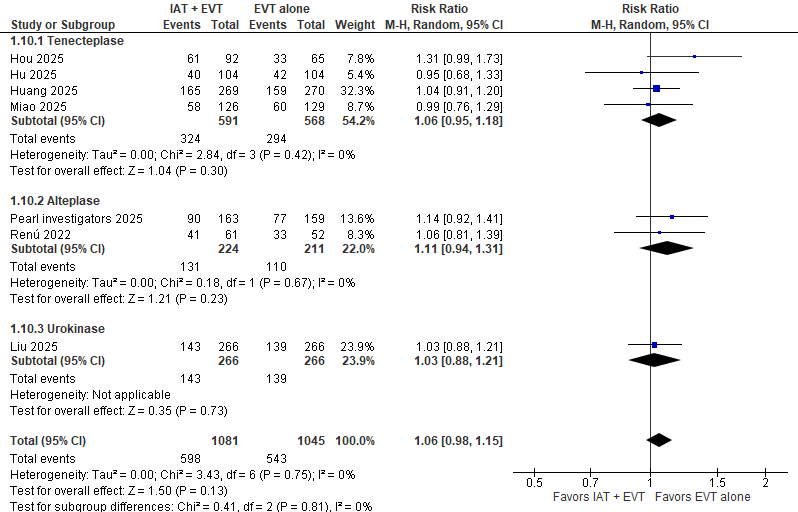 IAT + EVT EVT alone Risk Ratio Risk Ratio
Study or Subgroup Events Total Events Total Weight M-H, Random, 95% CI M-H, Random, 95% CI
1.10.1 Tenecteplase
Hou 2025 61 92 33 65 7.8% 1.31 [0.99, 1.73]
Hu 2025 40 104 42 104 5.4% 0.95 [0.68, 1.33]
Huang 2025 165 269 159 270 32.3% 1.04 [0.91, 1.20]
Miao 2025 58 126 60 129 8.7% 0.99 [0.76, 1.29]
Subtotal (95% CI) 591 568 54.2% 1.06 [0.95, 1.18]
Total events 324 294
Heterogeneity: Tau² = 0.00; Chi² = 2.84, df = 3 (P = 0.42); I² = 0%
Test for overall effect: Z = 1.04 (P = 0.30)
1.10.2 Alteplase
Pearl investigators 2025 90 163 77 159 13.6% 1.14 [0.92, 1.41]
Renú 2022 41 61 33 52 8.3% 1.06 [0.81, 1.39]
Subtotal (95% CI) 224 211 22.0% 1.11 [0.94, 1.31]
Total events 131 110
Heterogeneity: Tau² = 0.00; Chi² = 0.18, df = 1 (P = 0.67); I² = 0%
Test for overall effect: Z = 1.21 (P = 0.23)
1.10.3 Urokinase
Liu 2025 143 266 139 266 23.9% 1.03 [0.88, 1.21]
Subtotal (95% CI) 266 266 23.9% 1.03 [0.88, 1.21]
Total events 143 139
Heterogeneity: Not applicable
Test for overall effect: Z = 0.35 (P = 0.73)
Total (95% CI) 1081 1045 100.0% 1.06 [0.98, 1.15]
Total events 598 543
Heterogeneity: Tau² = 0.00; Chi² = 3.43, df = 6 (P = 0.75); I² = 0%
Test for overall effect: Z = 1.50 (P = 0.13)
Test for subgroup differences: Chi² = 0.41, df = 2 (P = 0.81), I² = 0%
0.5 0.7 1 1.5 2
Favors IAT + EVT Favors EVT alone